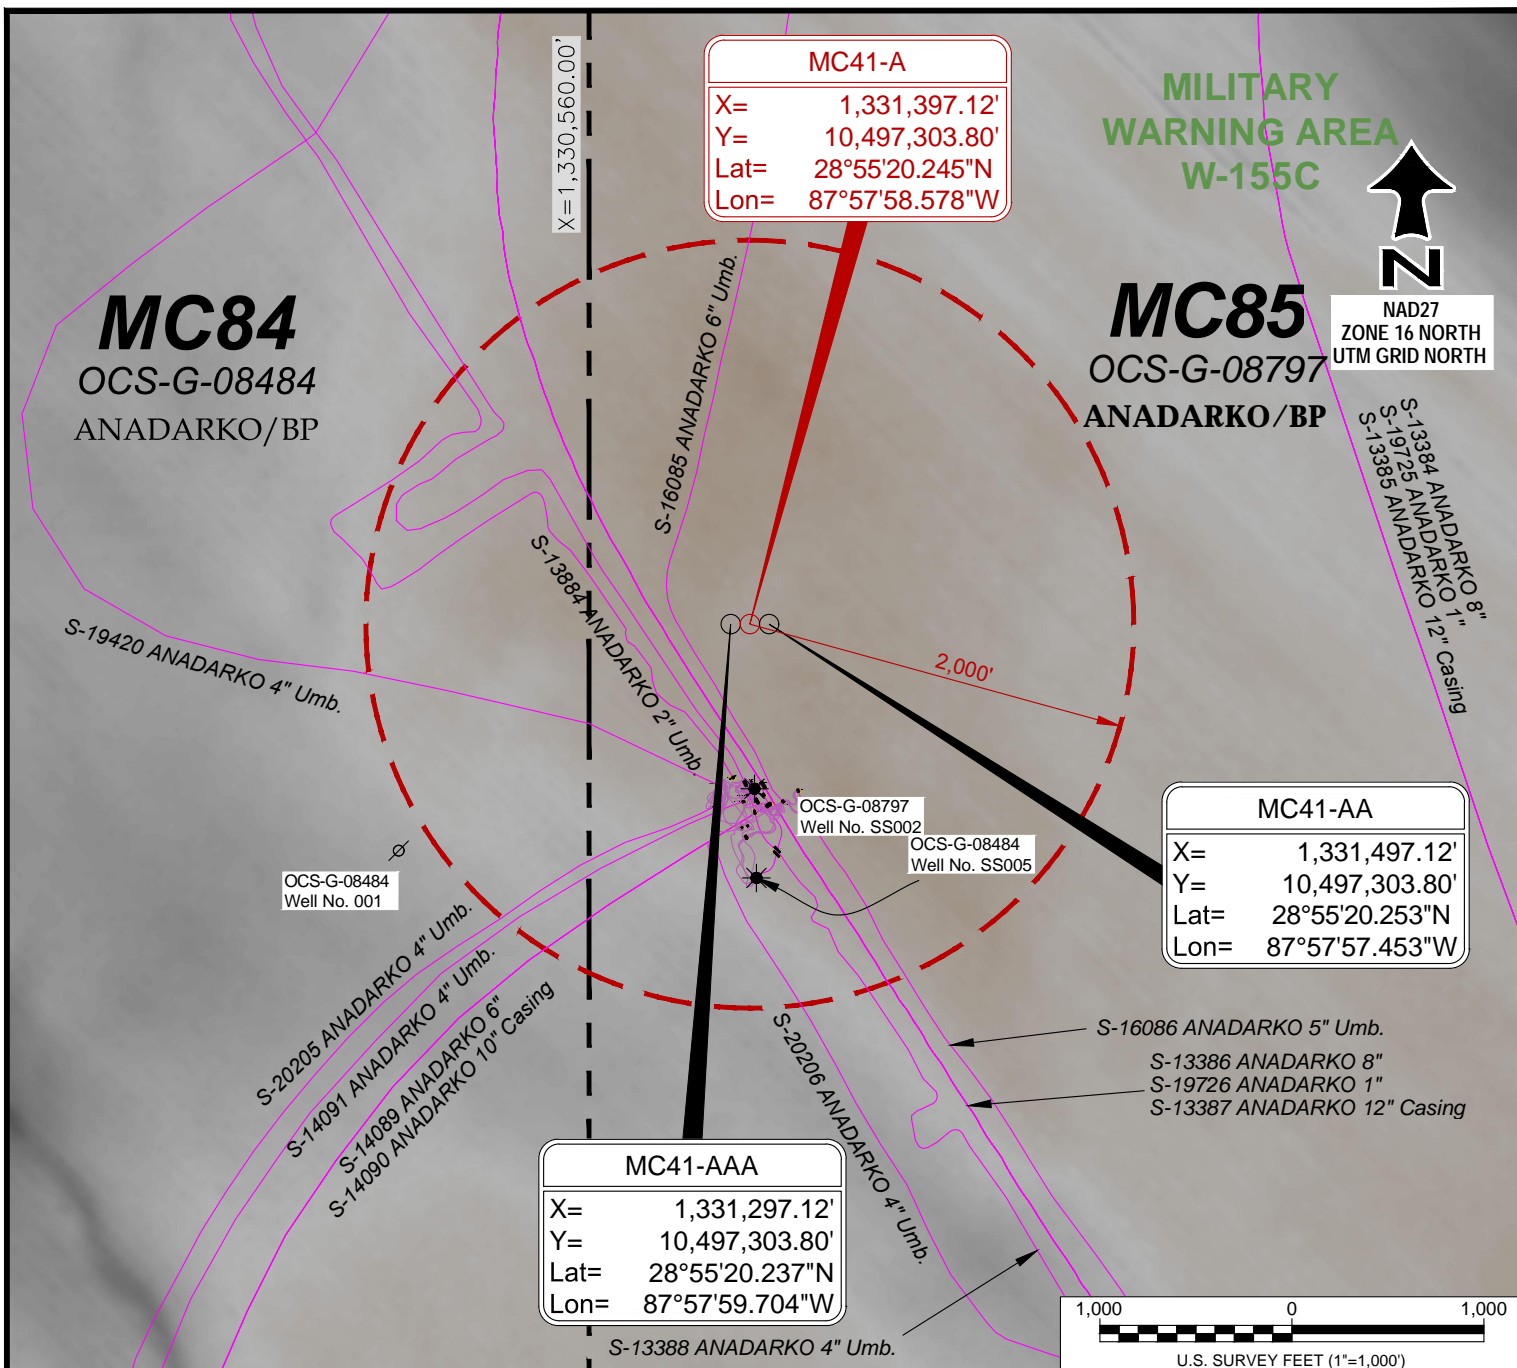 X=1,330,560.00'
MC41-A
X= 1,331,397.12'
Y= 10,497,303.80'
Lat= 28°55'20.245"N
Lon= 87°57'58.578"W
MILITARY
WARNING AREA
W-155C
N
NAD27
ZONE 16 NORTH
UTM GRID NORTH
MC84
OCS-G-08484
ANADARKO/BP
MC85
OCS-G-08797
ANADARKO/BP
S-16085 ANADARKO 6" Umb.
S-13384 ANADARKO 8"
S-19725 ANADARKO 1"
S-13385 ANADARKO 12" Casing
S-13884 ANADARKO 2" Umb.
S-19420 ANADARKO 4" Umb.
2,000'
OCS-G-08797
Well No. SS002
OCS-G-08484
Well No. SS005
OCS-G-08484
Well No. 001
MC41-AA
X= 1,331,497.12'
Y= 10,497,303.80'
Lat= 28°55'20.253"N
Lon= 87°57'57.453"W
S-20205 ANADARKO 4" Umb.
S-14091 ANADARKO 4" Umb.
S-14089 ANADARKO 6"
S-14090 ANADARKO 10" Casing
S-20206 ANADARKO 4" Umb.
S-16086 ANADARKO 5" Umb.
S-13386 ANADARKO 8"
S-19726 ANADARKO 1"
S-13387 ANADARKO 12" Casing
MC41-AAA
X= 1,331,297.12'
Y= 10,497,303.80'
Lat= 28°55'20.237"N
Lon= 87°57'59.704"W
S-13388 ANADARKO 4" Umb.
1,000 0 1,000
U.S. SURVEY FEET (1"=1,000')